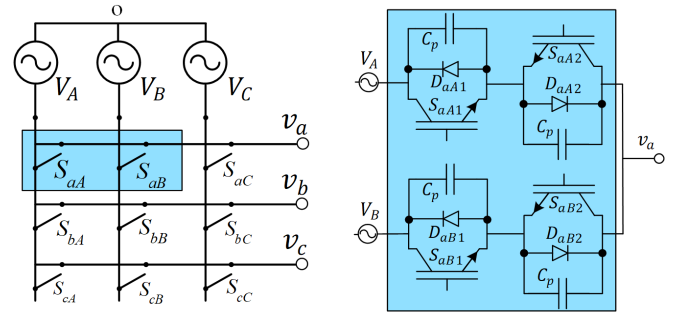 o
V_A V_B V_C
v_a
S_aA S_aB S_aC
v_b
S_bA S_bB S_bC
v_c
S_cA S_cB S_cC
C_p
V_A D_aA1 S_aA2
S_aA1 D_aA2
C_p
v_a
C_p
V_B D_aB1 S_aB2
S_aB1 D_aB2
C_p